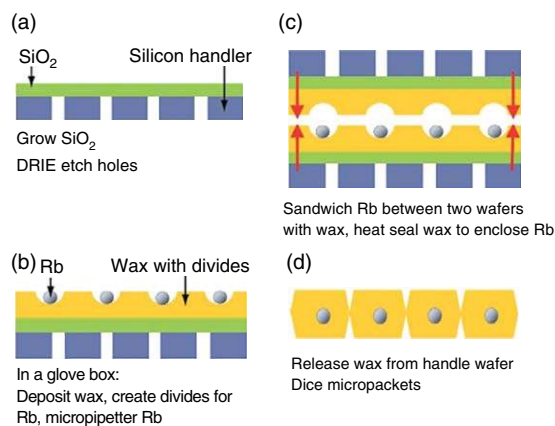 (a)
SiO2
Silicon handler
Grow SiO2
DRIE etch holes
(b)
Rb
Wax with divides
In a glove box:
Deposit wax, create divides for
Rb, micropipetter Rb
(c)
Sandwich Rb between two wafers
with wax, heat seal wax to enclose Rb
(d)
Release wax from handle wafer
Dice micropackets